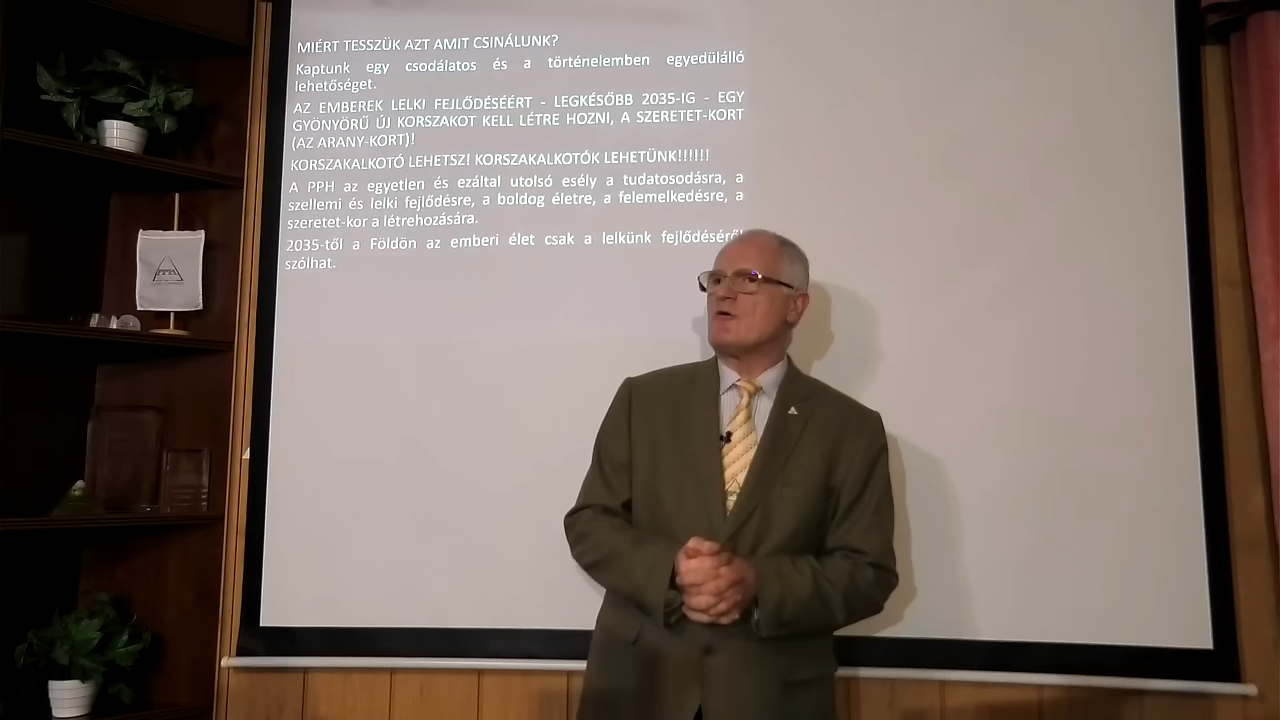 MIÉRT TESSZÜK AZT AMIT CSINÁLUNK?
Kaptunk egy csodálatos és a történelemben egyedülálló
lehetőséget.
AZ EMBEREK LELKI FEJLŐDÉSÉÉRT - LEGKÉSŐBB 2035-IG - EGY
GYÖNYÖRŰ ÚJ KORSZAKOT KELL LÉTRE HOZNI, A SZERETET-KORT
(AZ ARANY-KORT)!
KORSZAKALKOTÓ LEHETSZ! KORSZAKALKOTÓK LEHETÜNK!!!!!!
A PPH az egyetlen és ezáltal utolsó esély a tudatosodásra, a
szellemi és lelki fejlődésre, a boldog életre, a felemelkedésre, a
szeretet-kor a létrehozására.
2035-től a Földön az emberi élet csak a lelkünk fejlődéséről
szólhat.
PPH